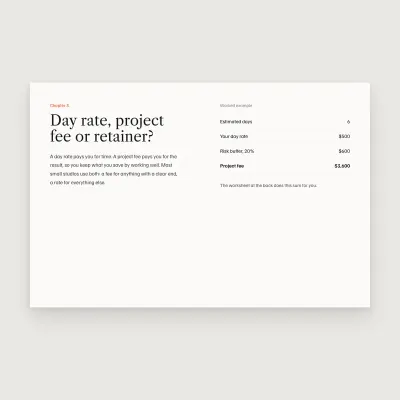 Chapter 5
Day rate, project
fee or retainer?
A day rate pays you for time. A project fee pays you for the
result, so you keep what you save by working well. Most
small studios use both: a fee for anything with a clear end,
a rate for everything else.
Worked example
Estimated days 6
Your day rate $500
Risk buffer, 20% $600
Project fee $3,600
The worksheet at the back does this sum for you.